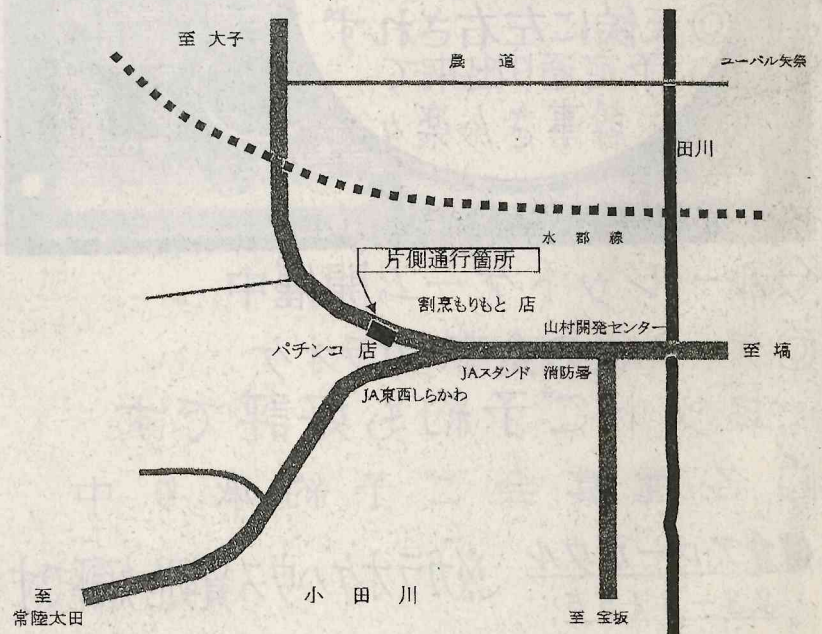 至 大子
農 道
ユーパル矢祭
田川
水 郡 線
片側通行箇所
割烹もりもと 店
山村開発センター
パチンコ 店
至 塙
JAスタンド 消防署
JA東西しらかわ
至
常陸太田
小 田 川
至 宝坂